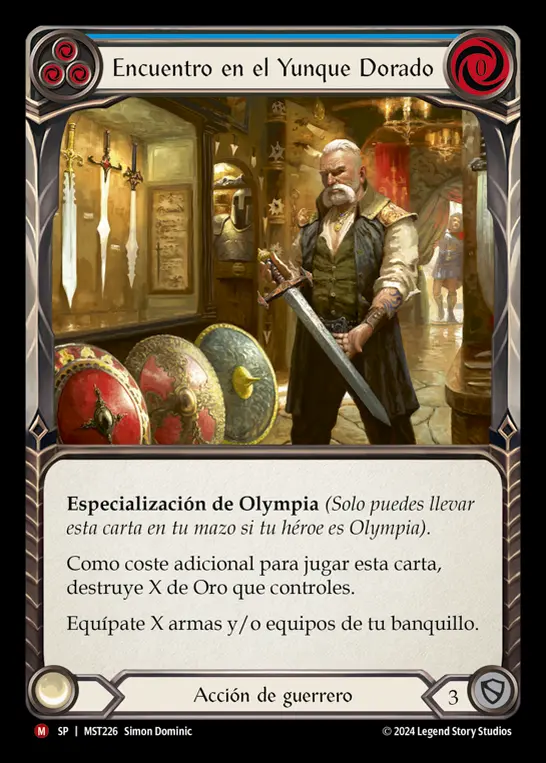 0
Encuentro en el Yunque Dorado
Especialización de Olympia (Solo puedes llevar
esta carta en tu mazo si tu héroe es Olympia).
Como coste adicional para jugar esta carta,
destruye X de Oro que controles.
Equípate X armas y/o equipos de tu banquillo.
Acción de guerrero
3
M SP | MST226 Simon Dominic
© 2024 Legend Story Studios